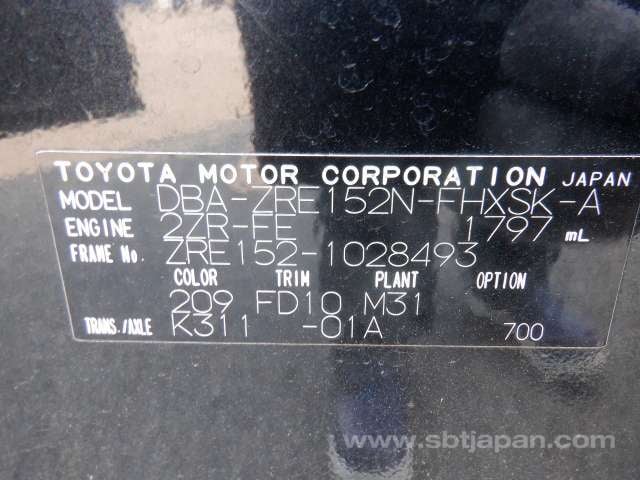 TOYOTA MOTOR CORPORATION JAPAN
MODEL DBA-ZRE152N-FHXSK-A
ENGINE 2ZR-FE 1797 mL
FRAME No. ZRE152-1028493
COLOR TRIM PLANT OPTION
209 FD10 M31
TRANS./AXLE K311 -01A 700
www.sbtjapan.com